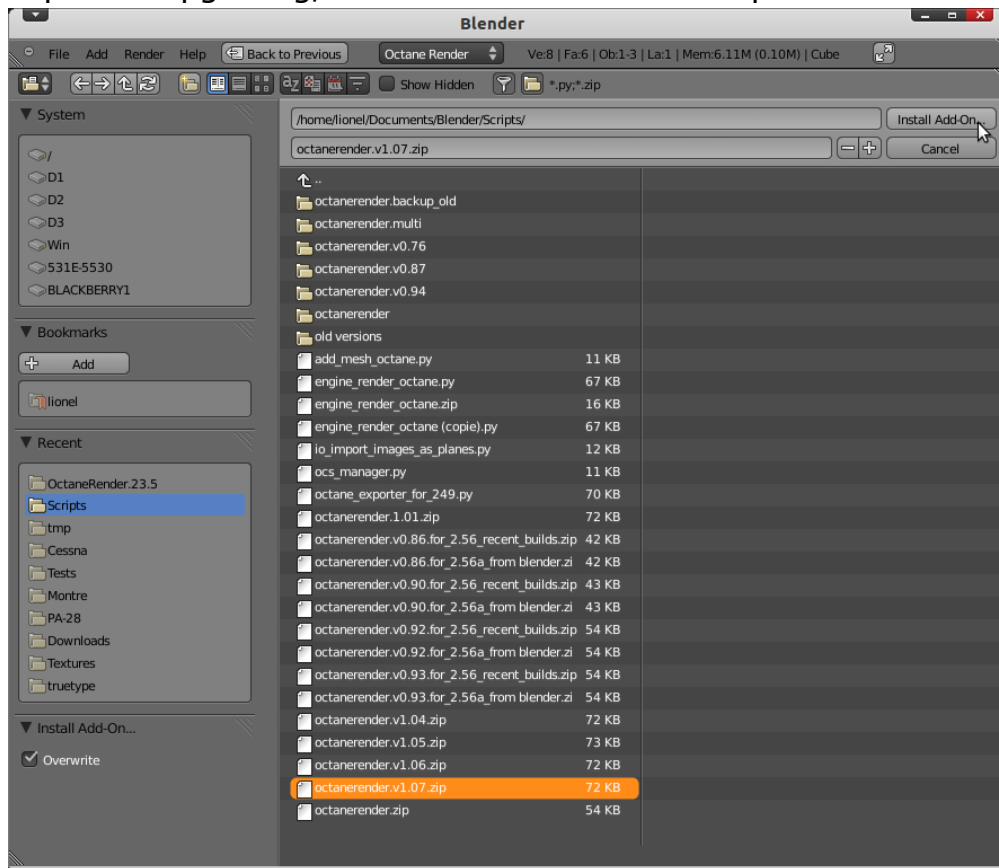 Blender
File Add Render Help Back to Previous Octane Render Ve:8 | Fa:6 | Ob:1-3 | La:1 | Mem:6.11M (0.10M) | Cube
Show Hidden *.py;*.zip
System
/
D1
D2
D3
Win
531E-5530
BLACKBERRY1
Bookmarks
Add
lionel
Recent
OctaneRender.23.5
Scripts
tmp
Cessna
Tests
Montre
PA-28
Downloads
Textures
truetype
Install Add-On...
Overwrite
/home/lionel/Documents/Blender/Scripts/ Install Add-On...
octanerender.v1.07.zip Cancel
..
octanerender.backup_old
octanerender.multi
octanerender.v0.76
octanerender.v0.87
octanerender.v0.94
octanerender
old versions
add_mesh_octane.py 11 KB
engine_render_octane.py 67 KB
engine_render_octane.zip 16 KB
engine_render_octane (copie).py 67 KB
io_import_images_as_planes.py 12 KB
ocs_manager.py 11 KB
octane_exporter_for_249.py 70 KB
octanerender.1.01.zip 72 KB
octanerender.v0.86.for_2.56_recent_builds.zip 42 KB
octanerender.v0.86.for_2.56a_from blender.zi 42 KB
octanerender.v0.90.for_2.56_recent_builds.zip 43 KB
octanerender.v0.90.for_2.56a_from blender.zi 43 KB
octanerender.v0.92.for_2.56_recent_builds.zip 54 KB
octanerender.v0.92.for_2.56a_from blender.zi 54 KB
octanerender.v0.93.for_2.56_recent_builds.zip 54 KB
octanerender.v0.93.for_2.56a_from blender.zi 54 KB
octanerender.v1.04.zip 72 KB
octanerender.v1.05.zip 73 KB
octanerender.v1.06.zip 72 KB
octanerender.v1.07.zip 72 KB
octanerender.zip 54 KB